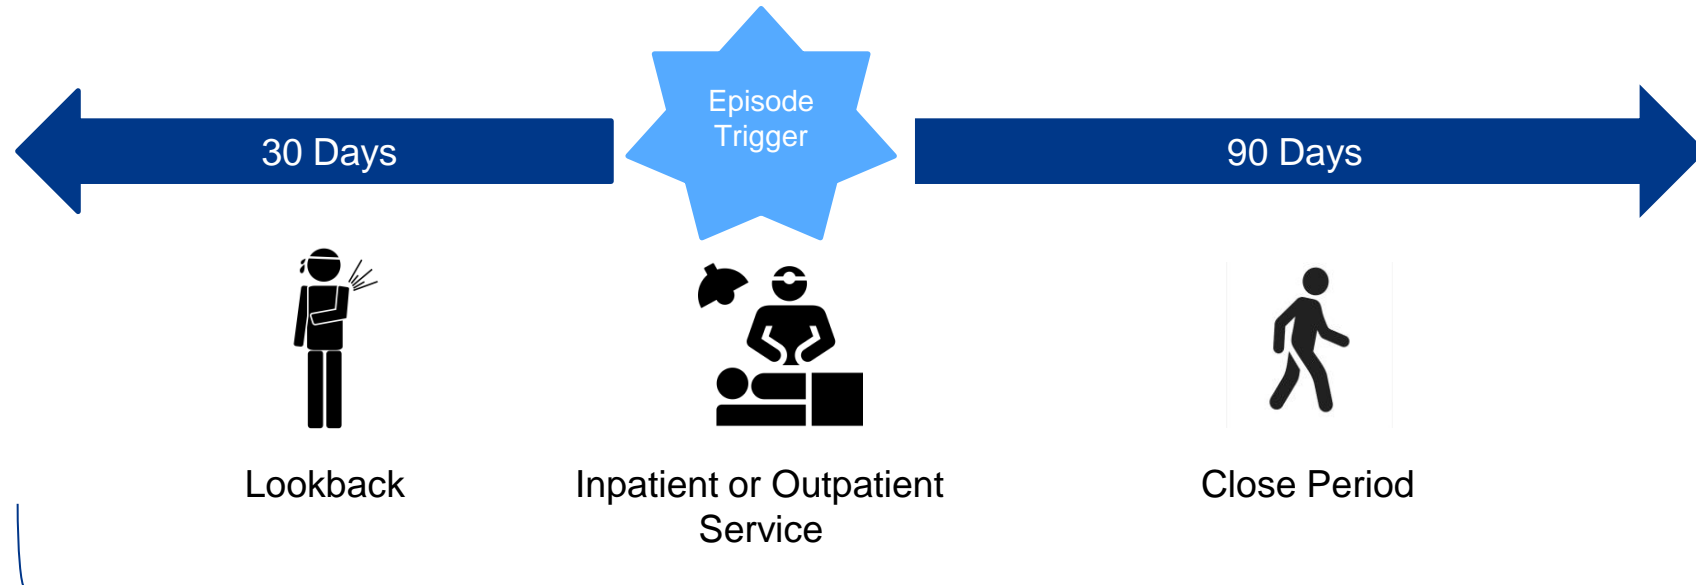 Episode
Trigger
30 Days
90 Days
Lookback
Inpatient or Outpatient
Service
Close Period